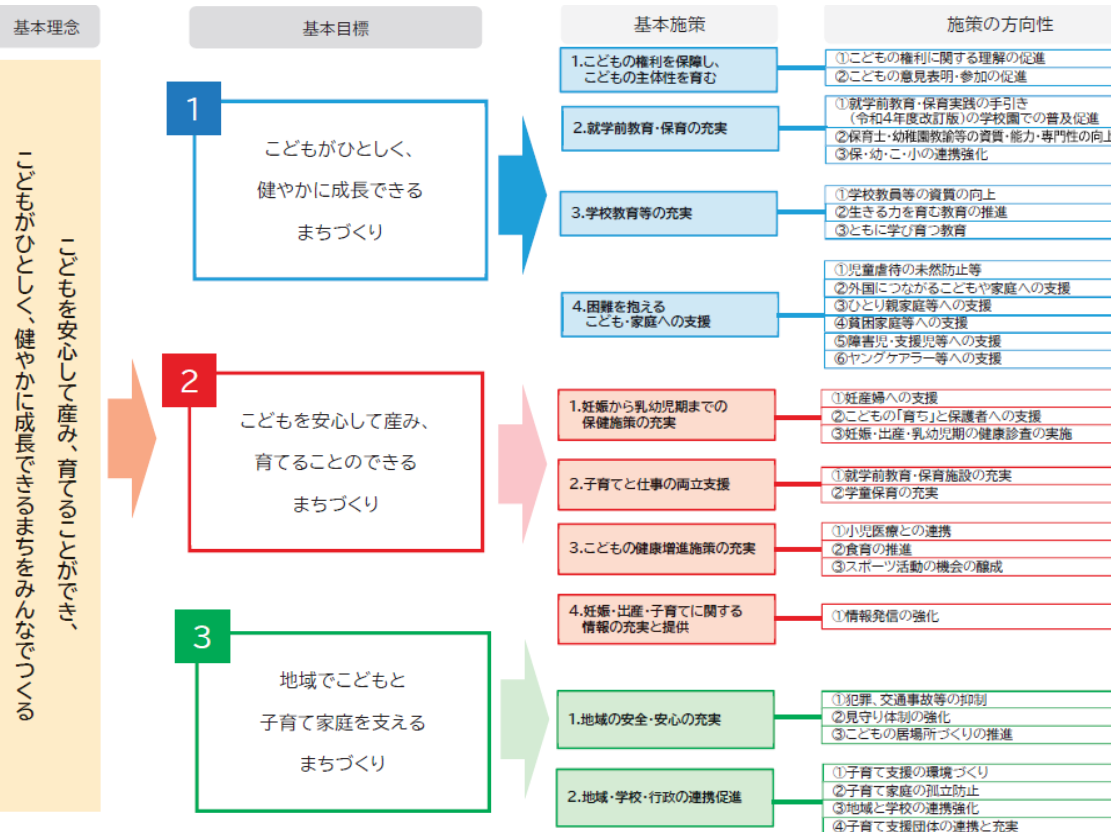 基本理念
基本目標
基本施策
施策の方向性
こどもを安心して産み、育てることができ、
こどもがひとしく、健やかに成長できるまちをみんなでつくる
1
こどもがひとしく、
健やかに成長できる
まちづくり
1.こどもの権利を保障し、
こどもの主体性を育む
①こどもの権利に関する理解の促進
②こどもの意見表明・参加の促進
2.就学前教育・保育の充実
①就学前教育・保育実践の手引き
(令和4年度改訂版)の学校園での普及促進
②保育士・幼稚園教諭等の資質・能力・専門性の向上
③保・幼・こ・小の連携強化
3.学校教育等の充実
①学校教員等の資質の向上
②生きる力を育む教育の推進
③ともに学び育つ教育
4.困難を抱える
こども・家庭への支援
①児童虐待の未然防止等
②外国につながるこどもや家庭への支援
③ひとり親家庭等への支援
④貧困家庭等への支援
⑤障害児・支援児等への支援
⑥ヤングケアラー等への支援
2
こどもを安心して産み、
育てることのできる
まちづくり
1.妊娠から乳幼児期までの
保健施策の充実
①妊産婦への支援
②こどもの「育ち」と保護者への支援
③妊娠・出産・乳幼児期の健康診査の実施
2.子育てと仕事の両立支援
①就学前教育・保育施設の充実
②学童保育の充実
3.こどもの健康増進施策の充実
①小児医療との連携
②食育の推進
③スポーツ活動の機会の醸成
4.妊娠・出産・子育てに関する
情報の充実と提供
①情報発信の強化
3
地域でこどもと
子育て家庭を支える
まちづくり
1.地域の安全・安心の充実
①犯罪、交通事故等の抑制
②見守り体制の強化
③こどもの居場所づくりの推進
2.地域・学校・行政の連携促進
①子育て支援の環境づくり
②子育て家庭の孤立防止
③地域と学校の連携強化
④子育て支援団体の連携と充実